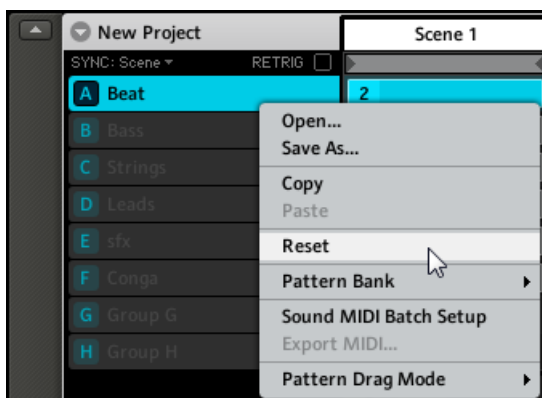 New Project
Scene 1
SYNC: Scene
RETRIG
A Beat
2
B Bass
C Strings
D Leads
E sfx
F Conga
G Group G
H Group H
Open...
Save As...
Copy
Paste
Reset
Pattern Bank
Sound MIDI Batch Setup
Export MIDI...
Pattern Drag Mode